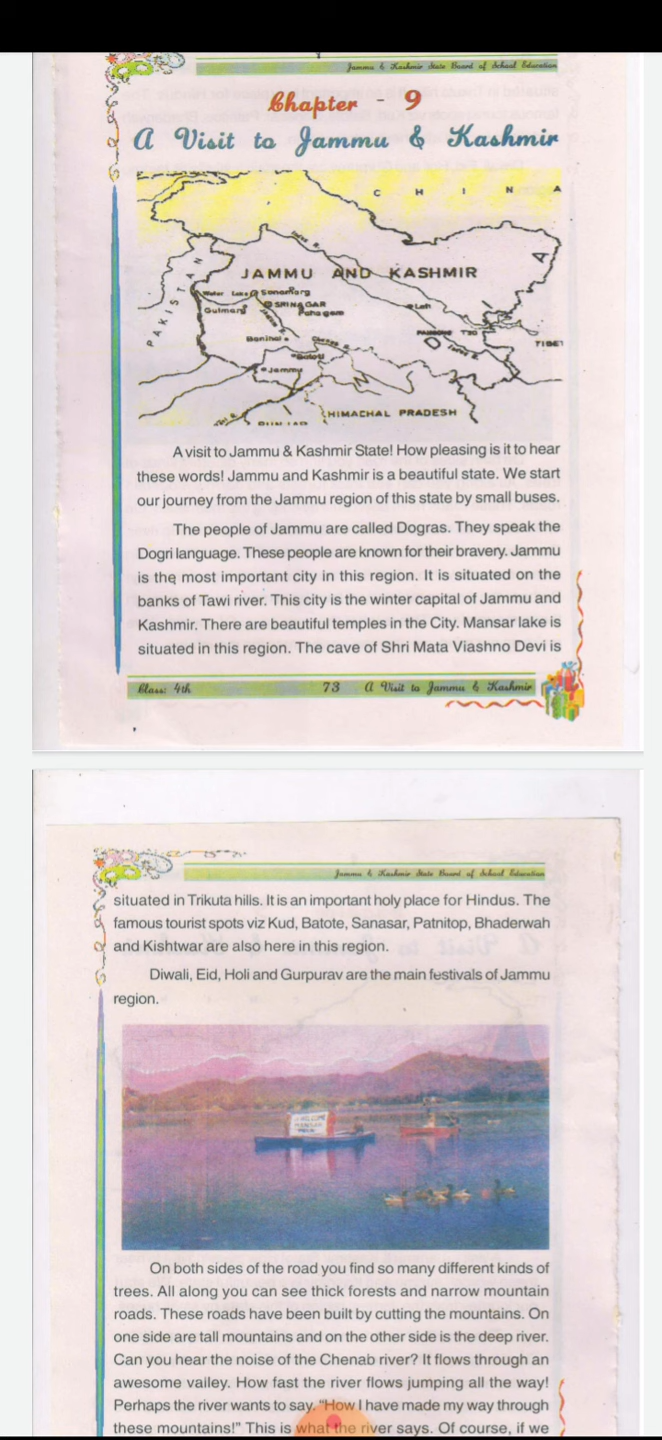 Jammu & Kashmir State Board of School Education
Chapter - 9
A Visit to Jammu & Kashmir
C H I N A
Indus R.
JAMMU AND KASHMIR
PAKISTAN
Wular Lake Sonamarg
SRINAGAR
Gulmarg
Pahagam
Leh
Banihal
Chenab R.
PANGONG TSO
TIBET
Batote
Indus R.
Jammu
HIMACHAL PRADESH
PUNJAB
A visit to Jammu & Kashmir State! How pleasing is it to hear
these words! Jammu and Kashmir is a beautiful state. We start
our journey from the Jammu region of this state by small buses.
The people of Jammu are called Dogras. They speak the
Dogri language. These people are known for their bravery. Jammu
is the most important city in this region. It is situated on the
banks of Tawi river. This city is the winter capital of Jammu and
Kashmir. There are beautiful temples in the City. Mansar lake is
situated in this region. The cave of Shri Mata Viashno Devi is
Class: 4th 73 A Visit to Jammu & Kashmir
Jammu & Kashmir State Board of School Education
situated in Trikuta hills. It is an important holy place for Hindus. The
famous tourist spots viz Kud, Batote, Sanasar, Patnitop, Bhaderwah
and Kishtwar are also here in this region.
Diwali, Eid, Holi and Gurpurav are the main festivals of Jammu
region.
WELCOME
MANSAR
On both sides of the road you find so many different kinds of
trees. All along you can see thick forests and narrow mountain
roads. These roads have been built by cutting the mountains. On
one side are tall mountains and on the other side is the deep river.
Can you hear the noise of the Chenab river? It flows through an
awesome valley. How fast the river flows jumping all the way!
Perhaps the river wants to say, "How I have made my way through
these mountains!" This is what the river says. Of course, if we